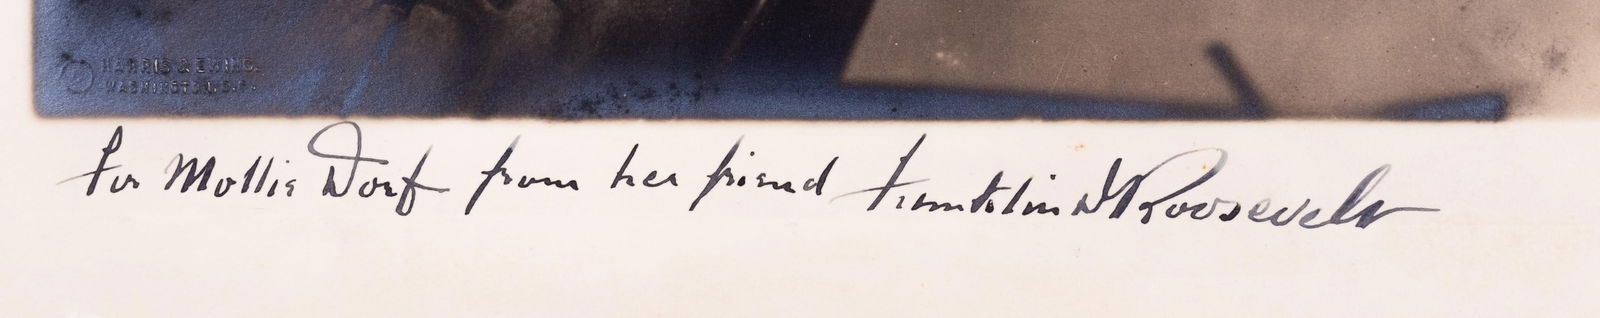 © HARRIS & EWING.
WASHINGTON, D.C.
For Mollie Dorf from her friend Franklin D Roosevelt